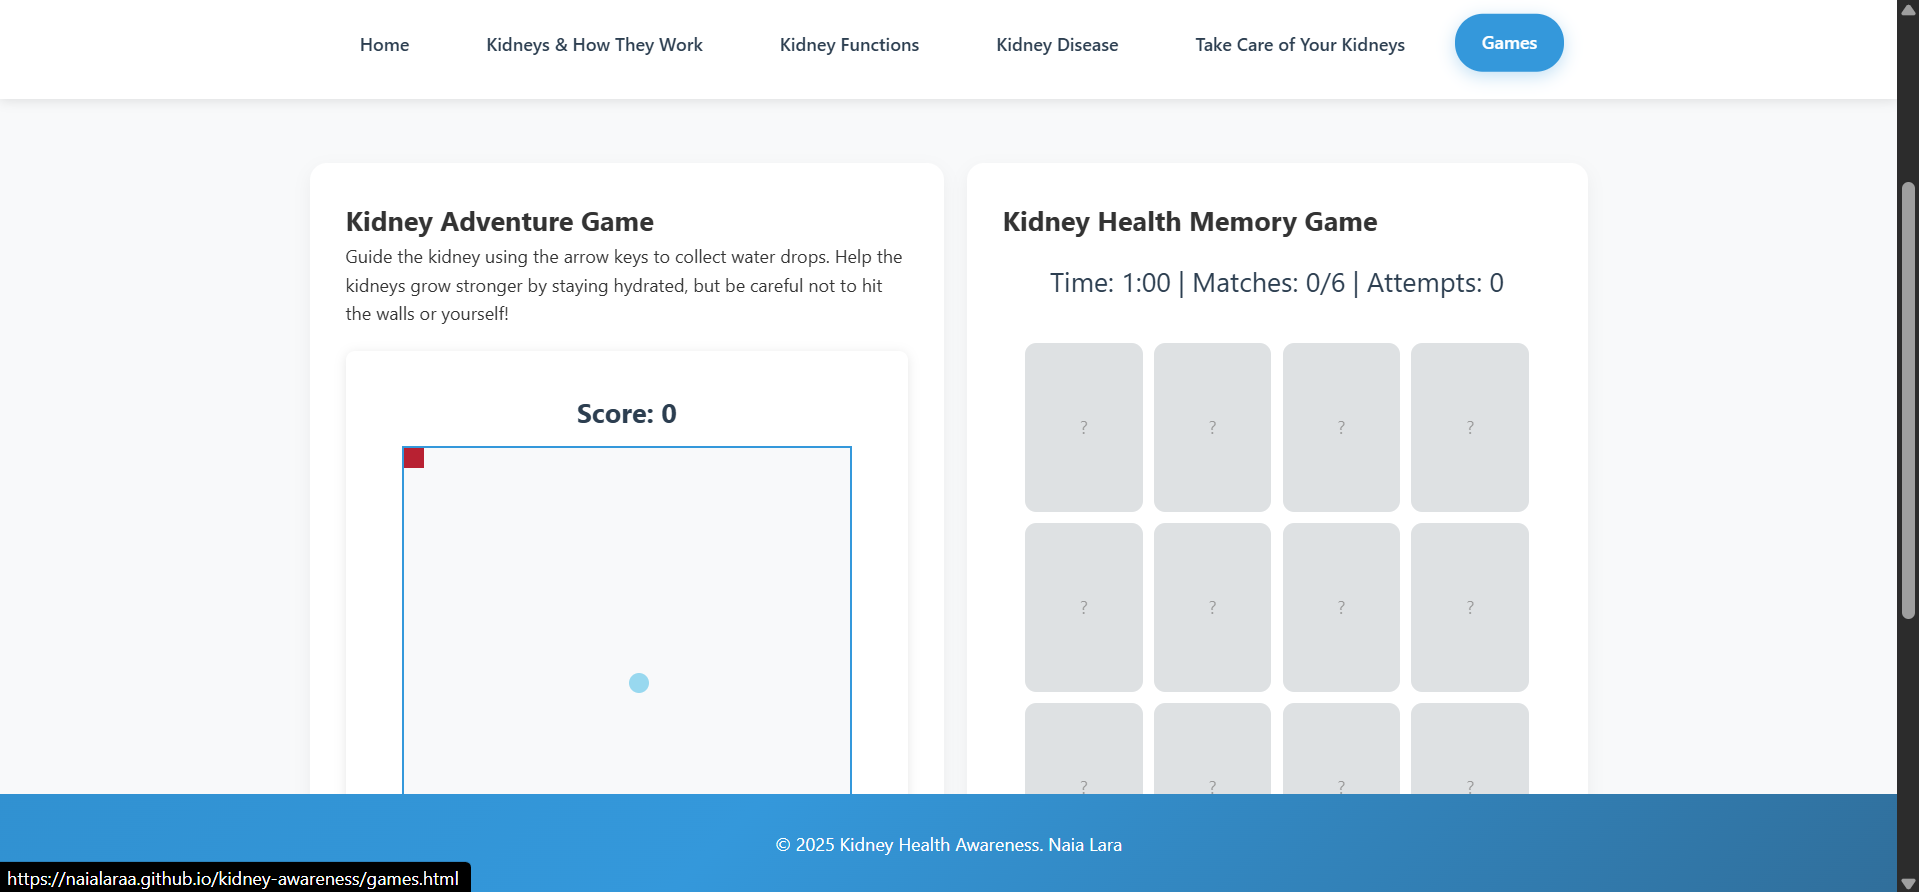 Home
Kidneys & How They Work
Kidney Functions
Kidney Disease
Take Care of Your Kidneys
Games
Kidney Adventure Game
Guide the kidney using the arrow keys to collect water drops. Help the
kidneys grow stronger by staying hydrated, but be careful not to hit
the walls or yourself!
Score: 0
Kidney Health Memory Game
Time: 1:00 | Matches: 0/6 | Attempts: 0
? ? ? ?
? ? ? ?
? ? ? ?
© 2025 Kidney Health Awareness. Naia Lara
https://naialaraa.github.io/kidney-awareness/games.html